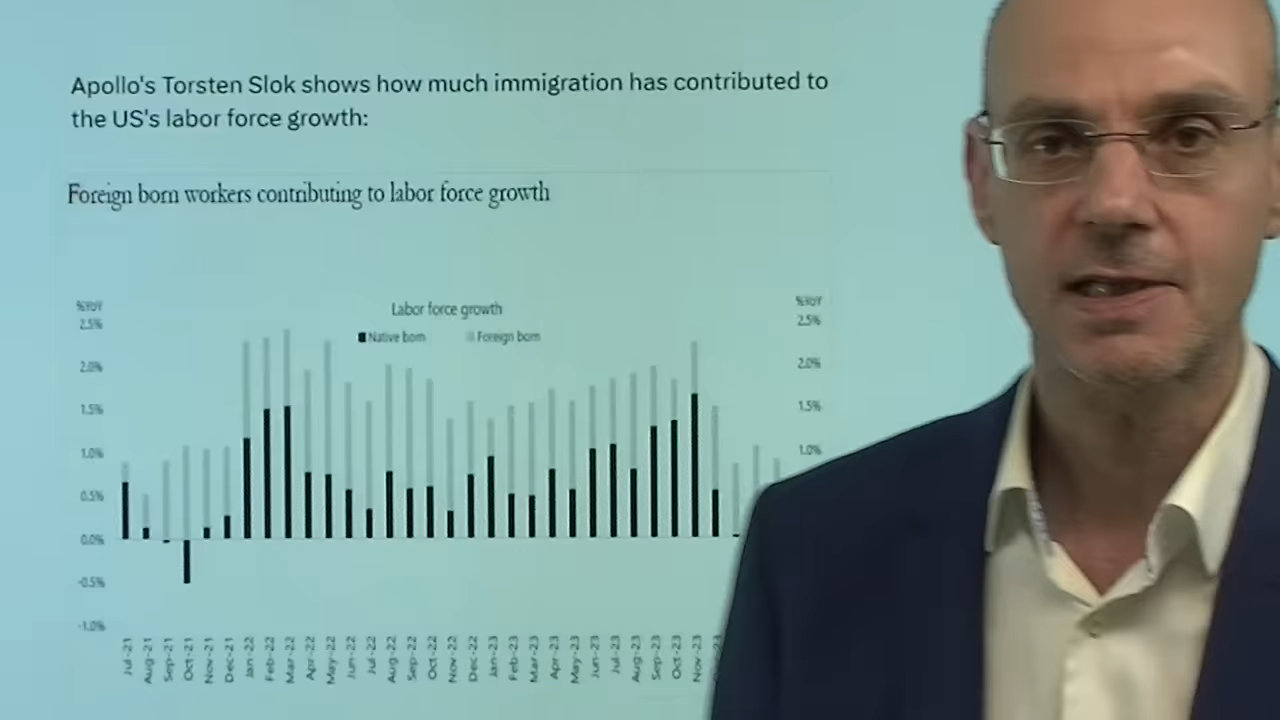 Apollo's Torsten Slok shows how much immigration has contributed to
the US's labor force growth:
Foreign born workers contributing to labor force growth
%YoY
2.5%
2.0%
1.5%
1.0%
0.5%
0.0%
-0.5%
-1.0%
Labor force growth
Native born
Foreign born
%YoY
2.5%
2.0%
1.5%
1.0%
Jul-21
Aug-21
Sep-21
Oct-21
Nov-21
Dec-21
Jan-22
Feb-22
Mar-22
Apr-22
May-22
Jun-22
Jul-22
Aug-22
Sep-22
Oct-22
Nov-22
Dec-22
Jan-23
Feb-23
Mar-23
Apr-23
May-23
Jun-23
Jul-23
Aug-23
Sep-23
Oct-23
Nov-23